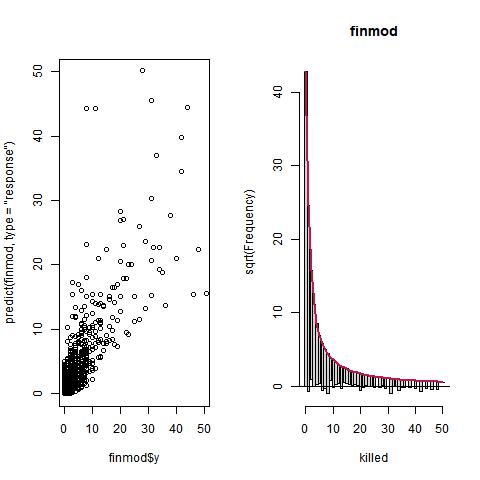 finmod
predict(finmod, type = "response")
0 10 20 30 40 50
0 10 20 30 40 50
finmod$y
sqrt(Frequency)
0 10 20 30 40
0 10 20 30 40 50
killed